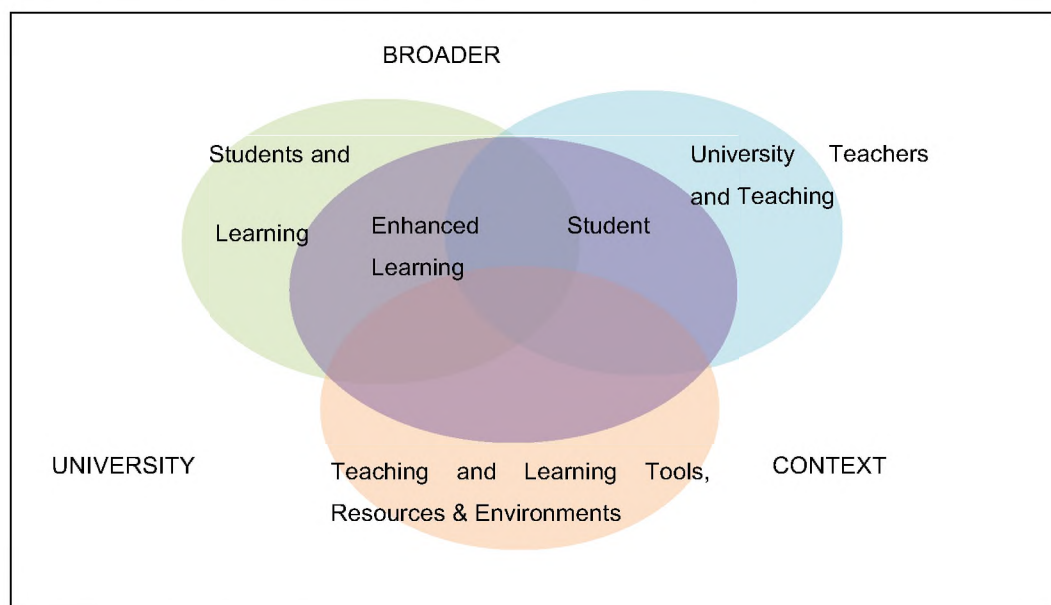 BROADER
Students and
University Teachers
and Teaching
Learning
Enhanced Student
Learning
UNIVERSITY
Teaching and Learning Tools,
Resources & Environments
CONTEXT